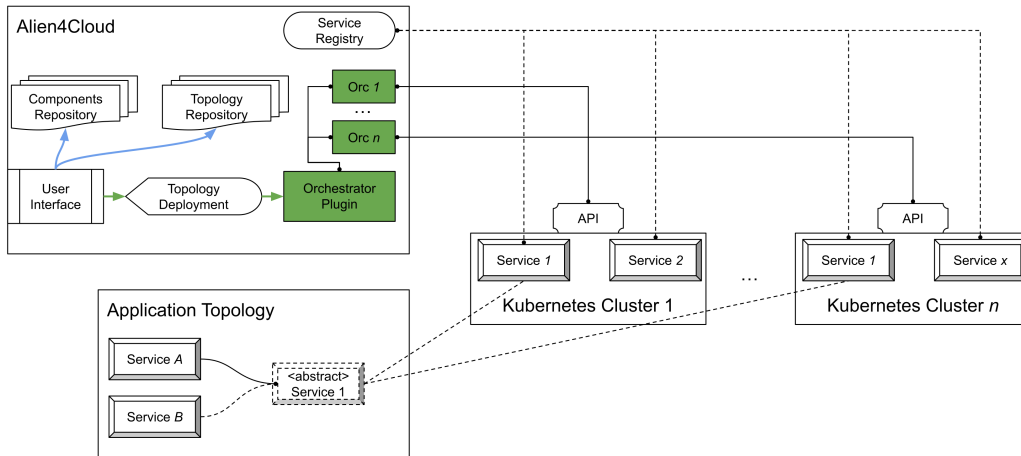 Alien4Cloud
Service
Registry
Components
Repository
Topology
Repository
Orc 1
...
Orc n
User
Interface
Topology
Deployment
Orchestrator
Plugin
API
API
Service 1
Service 2
...
Service 1
Service x
Kubernetes Cluster 1
Kubernetes Cluster n
Application Topology
Service A
<abstract>
Service 1
Service B